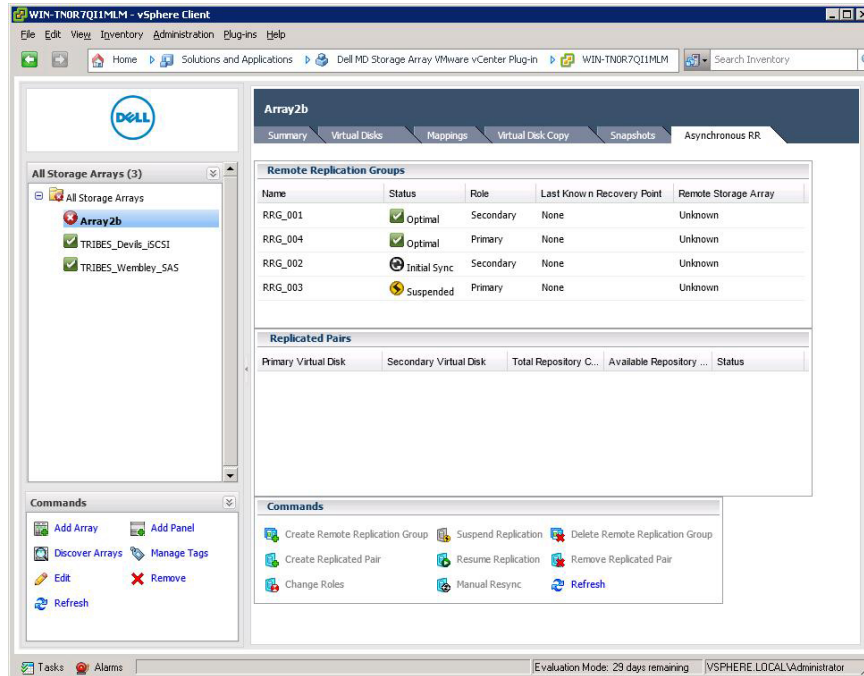 WIN-TN0R7QI1MLM - vSphere Client
File Edit View Inventory Administration Plug-ins Help
Home Solutions and Applications Dell MD Storage Array VMware vCenter Plug-in WIN-TN0R7QI1MLM Search Inventory
DELL
Array2b
Summary Virtual Disks Mappings Virtual Disk Copy Snapshots Asynchronous RR
All Storage Arrays (3)
All Storage Arrays
Array2b
TRIBES_Devils_iSCSI
TRIBES_Wembley_SAS
Remote Replication Groups
Name Status Role Last Known Recovery Point Remote Storage Array
RRG_001 Optimal Secondary None Unknown
RRG_004 Optimal Primary None Unknown
RRG_002 Initial Sync Secondary None Unknown
RRG_003 Suspended Primary None Unknown
Replicated Pairs
Primary Virtual Disk Secondary Virtual Disk Total Repository C... Available Repository ... Status
Commands
Add Array Add Panel
Discover Arrays Manage Tags
Edit Remove
Refresh
Commands
Create Remote Replication Group Suspend Replication Delete Remote Replication Group
Create Replicated Pair Resume Replication Remove Replicated Pair
Change Roles Manual Resync Refresh
Tasks Alarms Evaluation Mode: 29 days remaining VSPHERE.LOCAL\Administrator